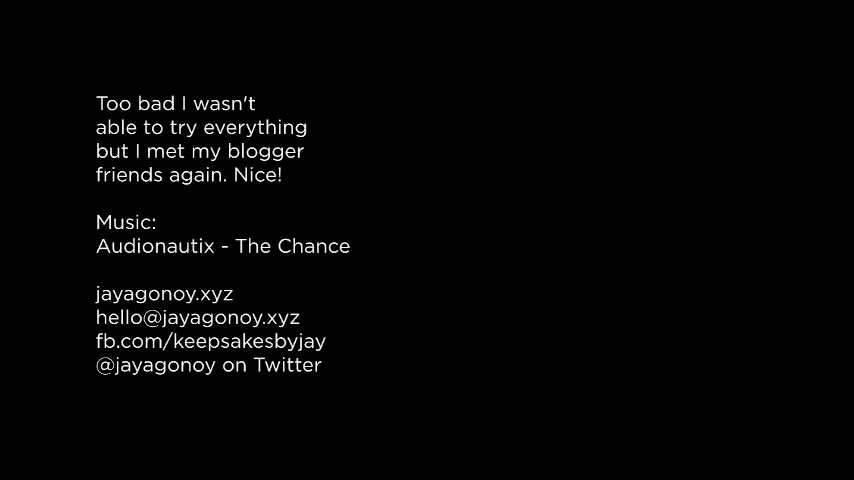 Too bad I wasn't
able to try everything
but I met my blogger
friends again. Nice!
Music:
Audionautix - The Chance
jayagonoy.xyz
hello@jayagonoy.xyz
fb.com/keepsakesbyjay
@jayagonoy on Twitter